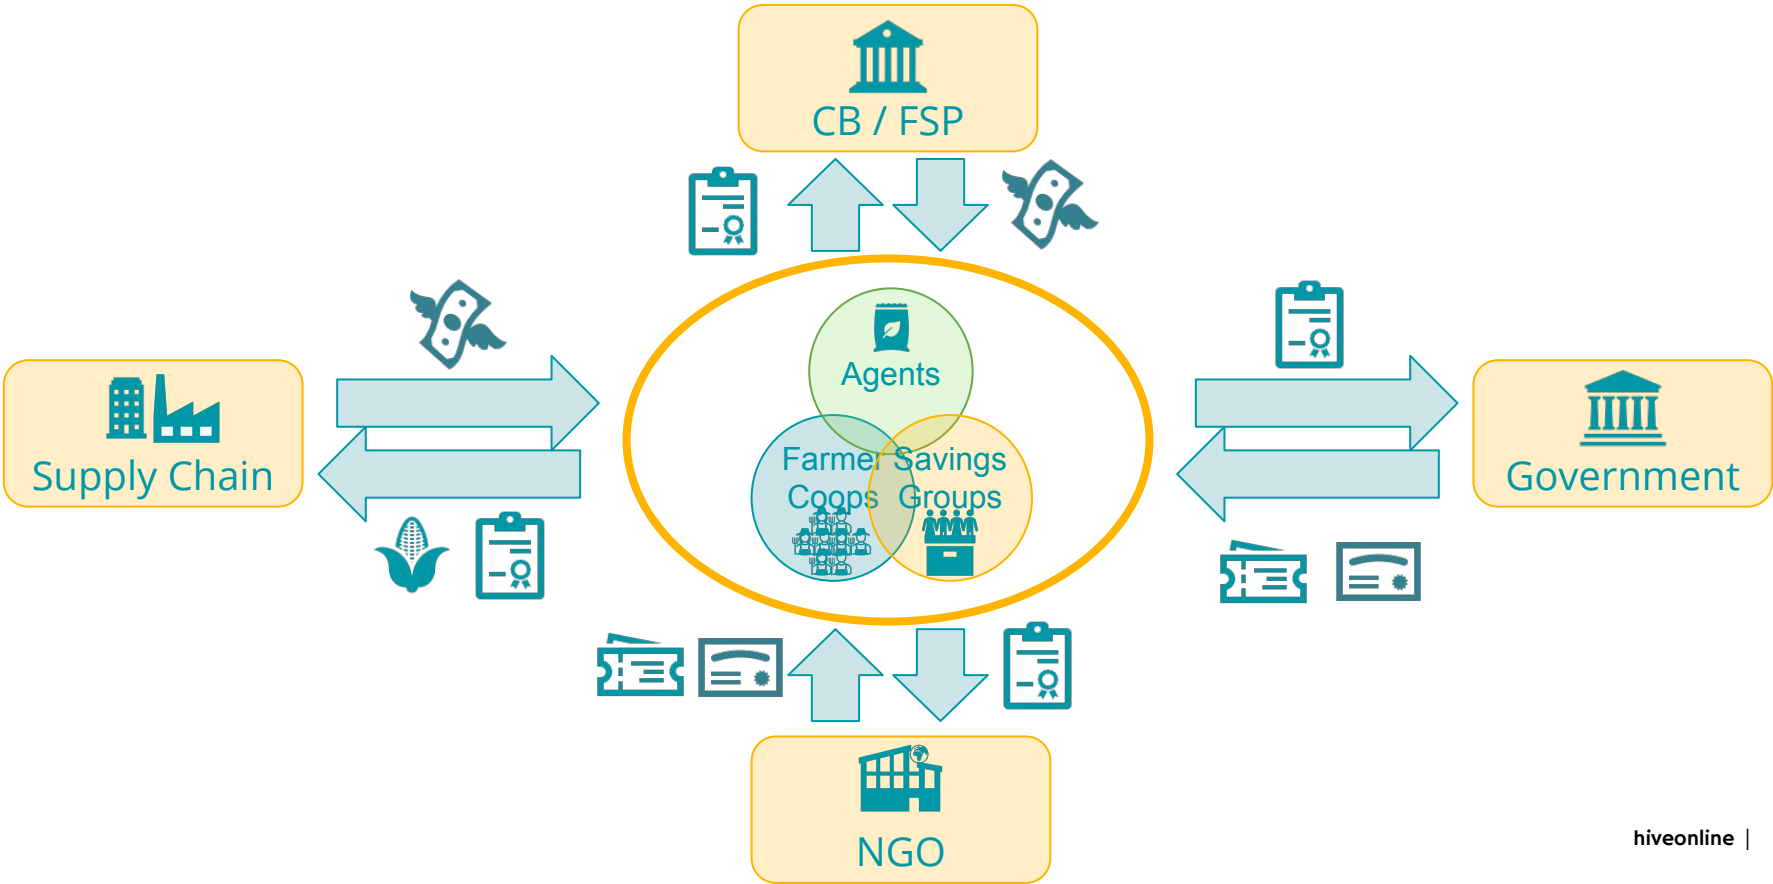 CB / FSP
Agents
Farmer
Coops
Savings
Groups
Supply Chain
Government
NGO
hiveonline |